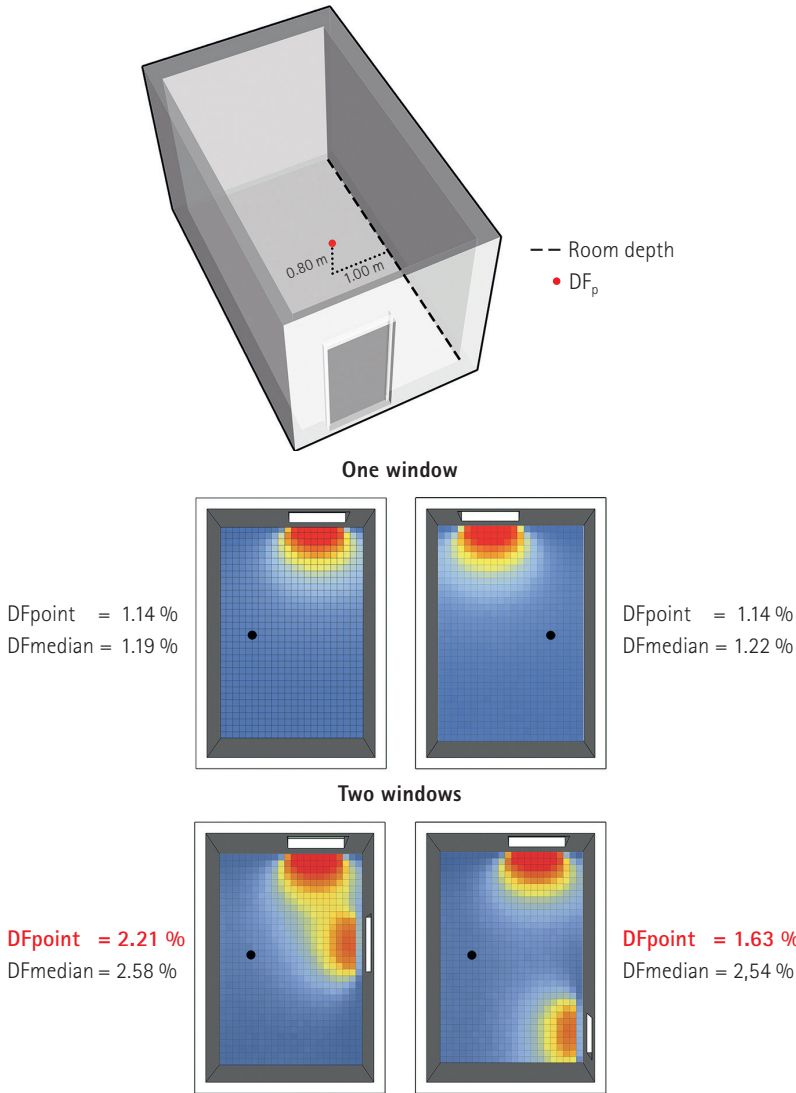 0.80 m
1.00 m
Room depth
DFp
One window
DFpoint = 1.14 %
DFmedian = 1.19 %
DFpoint = 1.14 %
DFmedian = 1.22 %
Two windows
DFpoint = 2.21 %
DFmedian = 2.58 %
DFpoint = 1.63 %
DFmedian = 2,54 %